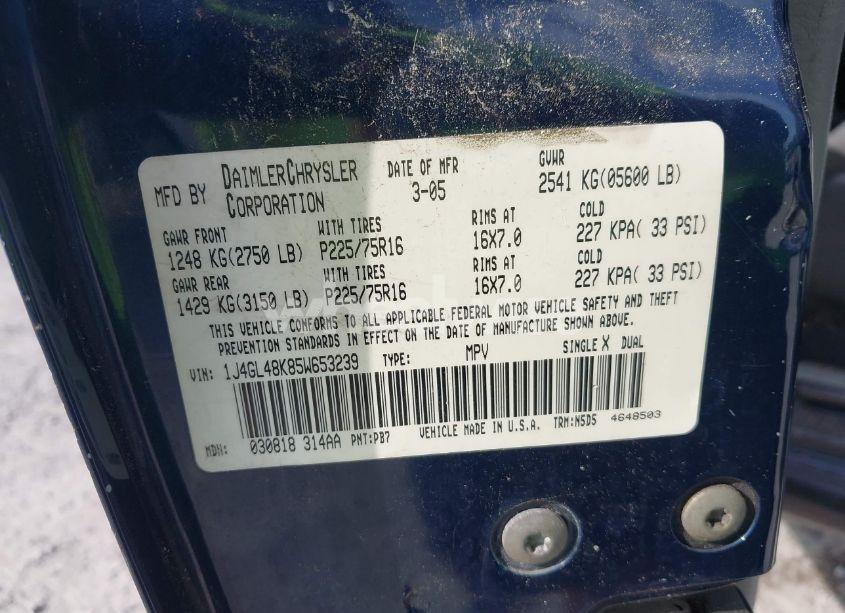 MFD BY DAIMLERCHRYSLER CORPORATION DATE OF MFR 3-05 GVWR 2541 KG(05600 LB)
GAWR FRONT WITH TIRES RIMS AT COLD
1248 KG(2750 LB) P225/75R16 16X7.0 227 KPA( 33 PSI)
GAWR REAR WITH TIRES RIMS AT COLD
1429 KG(3150 LB) P225/75R16 16X7.0 227 KPA( 33 PSI)
THIS VEHICLE CONFORMS TO ALL APPLICABLE FEDERAL MOTOR VEHICLE SAFETY AND THEFT
PREVENTION STANDARDS IN EFFECT ON THE DATE OF MANUFACTURE SHOWN ABOVE.
VIN: 1J4GL48K85W653239 TYPE: MPV SINGLE X DUAL
MDH: 030818 314AA PNT:PB7 VEHICLE MADE IN U.S.A. TRM:N5D5 4648503